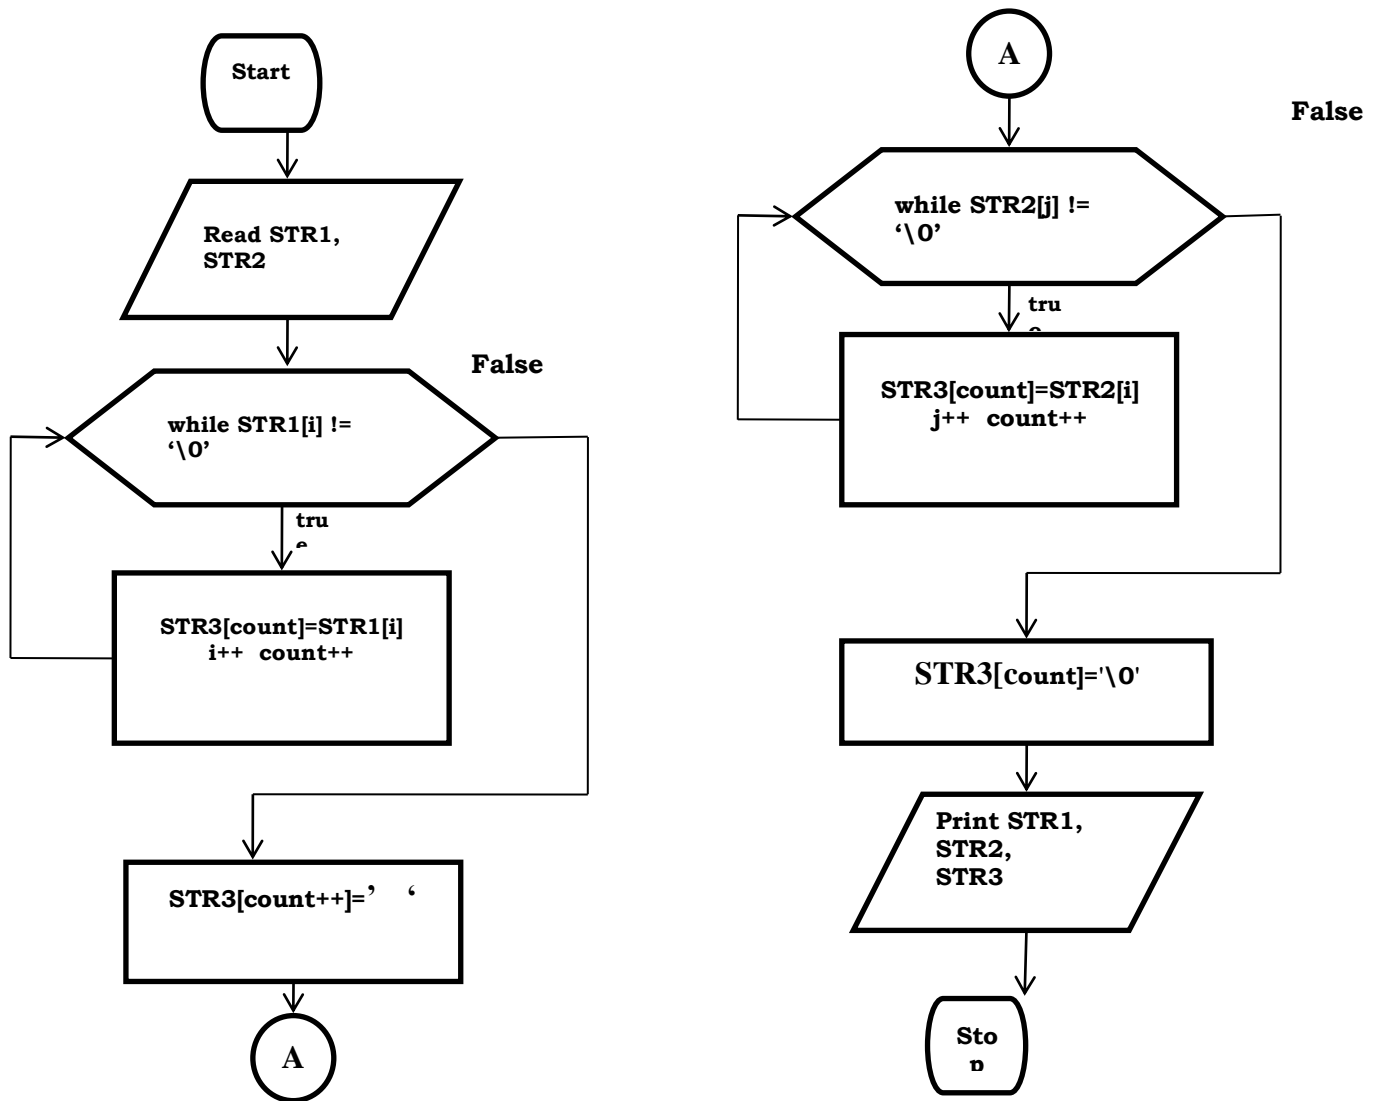 Start
Read STR1,
STR2
False
while STR1[i] !=
‘\0’
tru
e
STR3[count]=STR1[i]
i++ count++
STR3[count++]=’ ‘
A
A
False
while STR2[j] !=
‘\0’
tru
STR3[count]=STR2[i]
j++ count++
STR3[count]='\0'
Print STR1,
STR2,
STR3
Sto
p